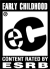 EARLY CHILDHOOD
eC
CONTENT RATED BY
ESRB